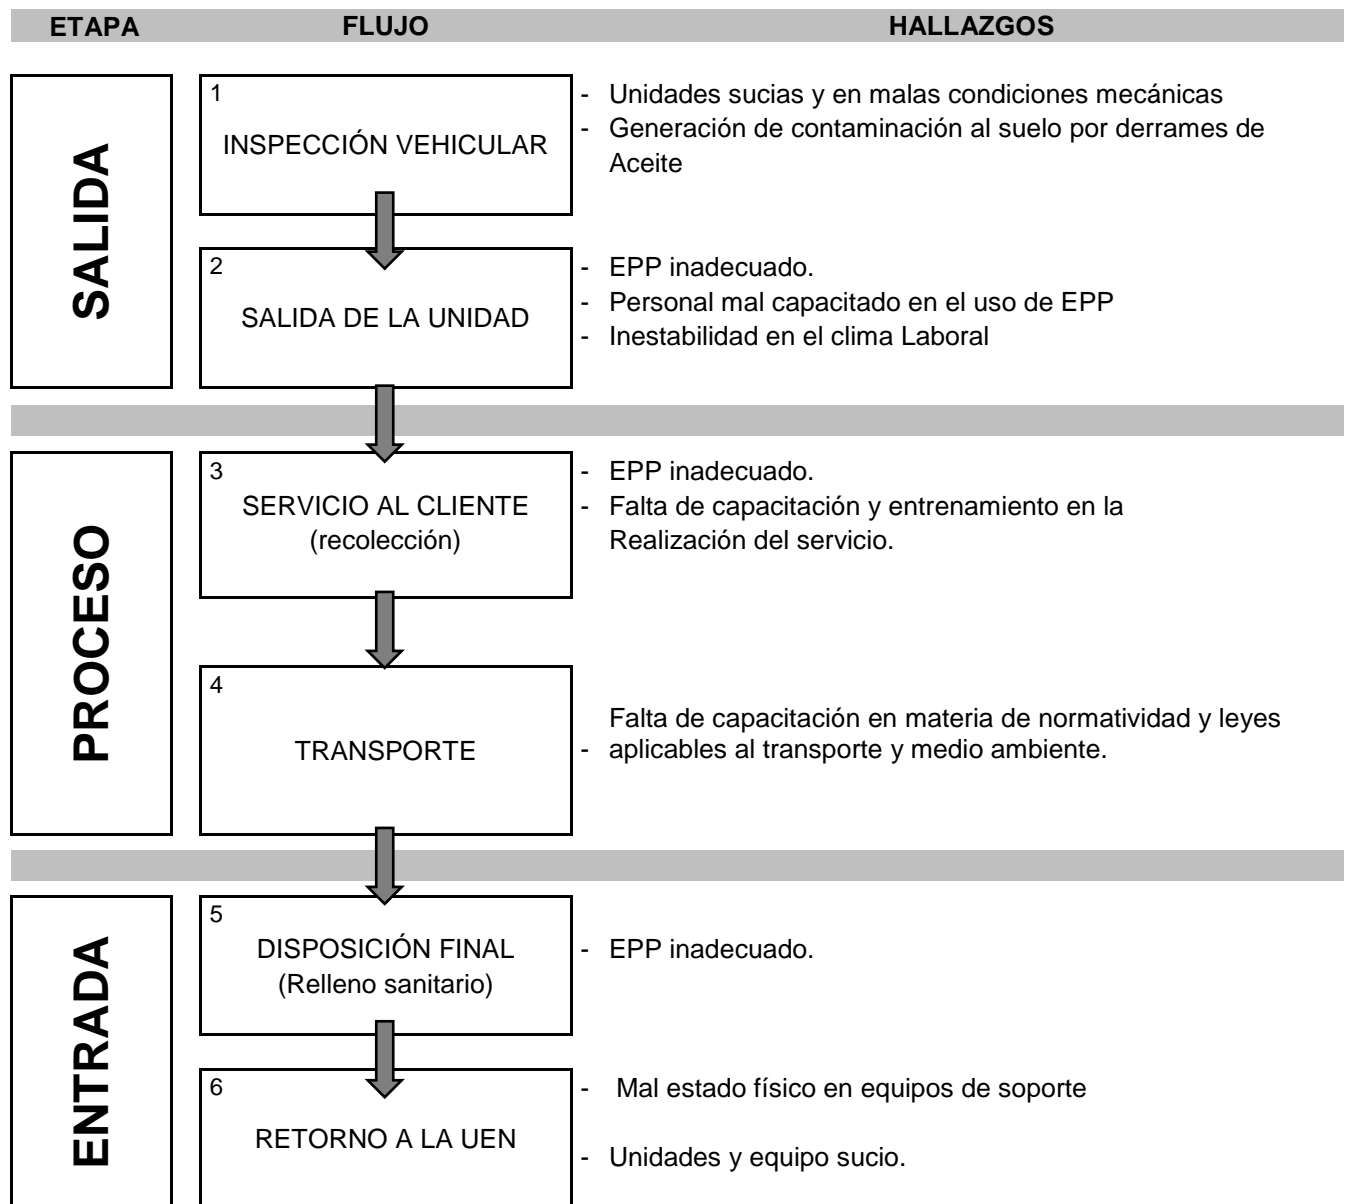 ETAPA FLUJO HALLAZGOS
SALIDA
1
INSPECCIÓN VEHICULAR
- Unidades sucias y en malas condiciones mecánicas
- Generación de contaminación al suelo por derrames de
Aceite
2
SALIDA DE LA UNIDAD
- EPP inadecuado.
- Personal mal capacitado en el uso de EPP
- Inestabilidad en el clima Laboral
PROCESO
3
SERVICIO AL CLIENTE
(recolección)
- EPP inadecuado.
- Falta de capacitación y entrenamiento en la
Realización del servicio.
4
TRANSPORTE
Falta de capacitación en materia de normatividad y leyes
- aplicables al transporte y medio ambiente.
ENTRADA
5
DISPOSICIÓN FINAL
(Relleno sanitario)
- EPP inadecuado.
6
RETORNO A LA UEN
- Mal estado físico en equipos de soporte
- Unidades y equipo sucio.